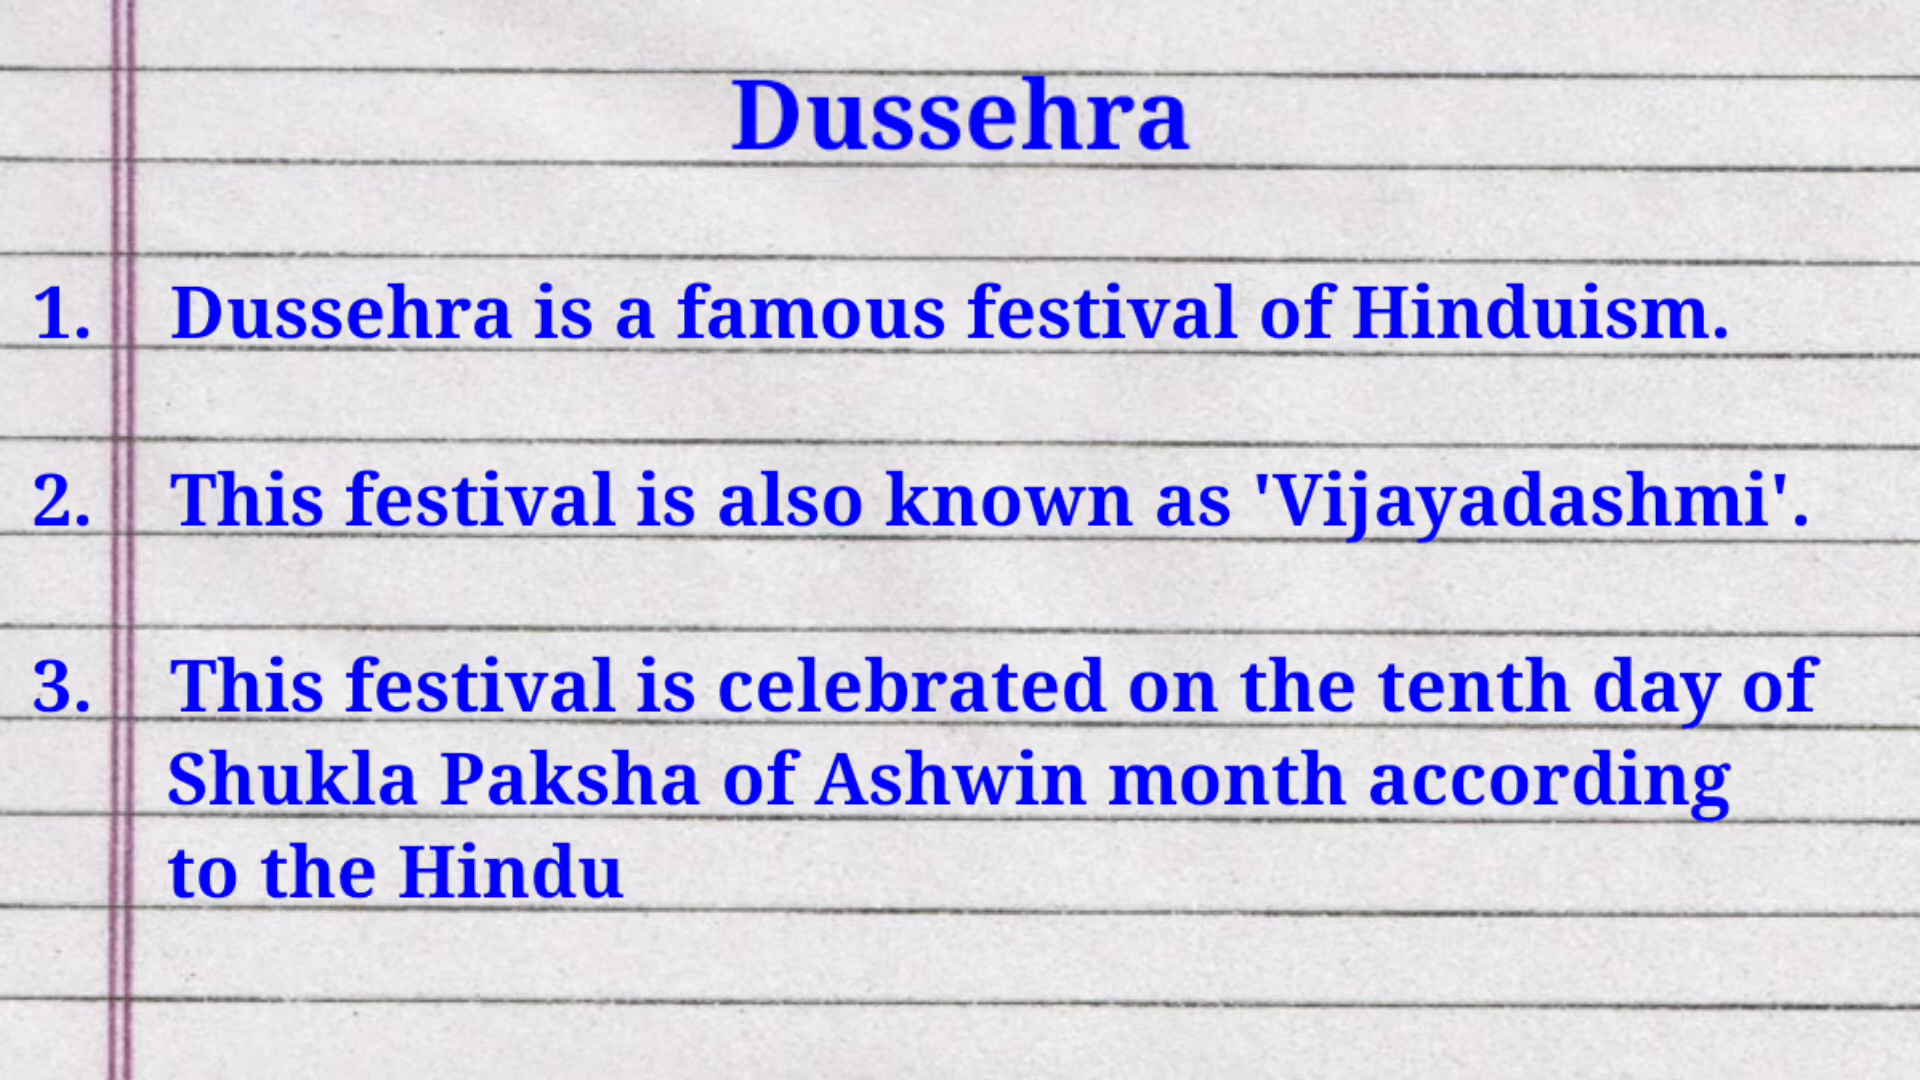 Dussehra
1. Dussehra is a famous festival of Hinduism.
2. This festival is also known as 'Vijayadashmi'.
3. This festival is celebrated on the tenth day of
Shukla Paksha of Ashwin month according
to the Hindu